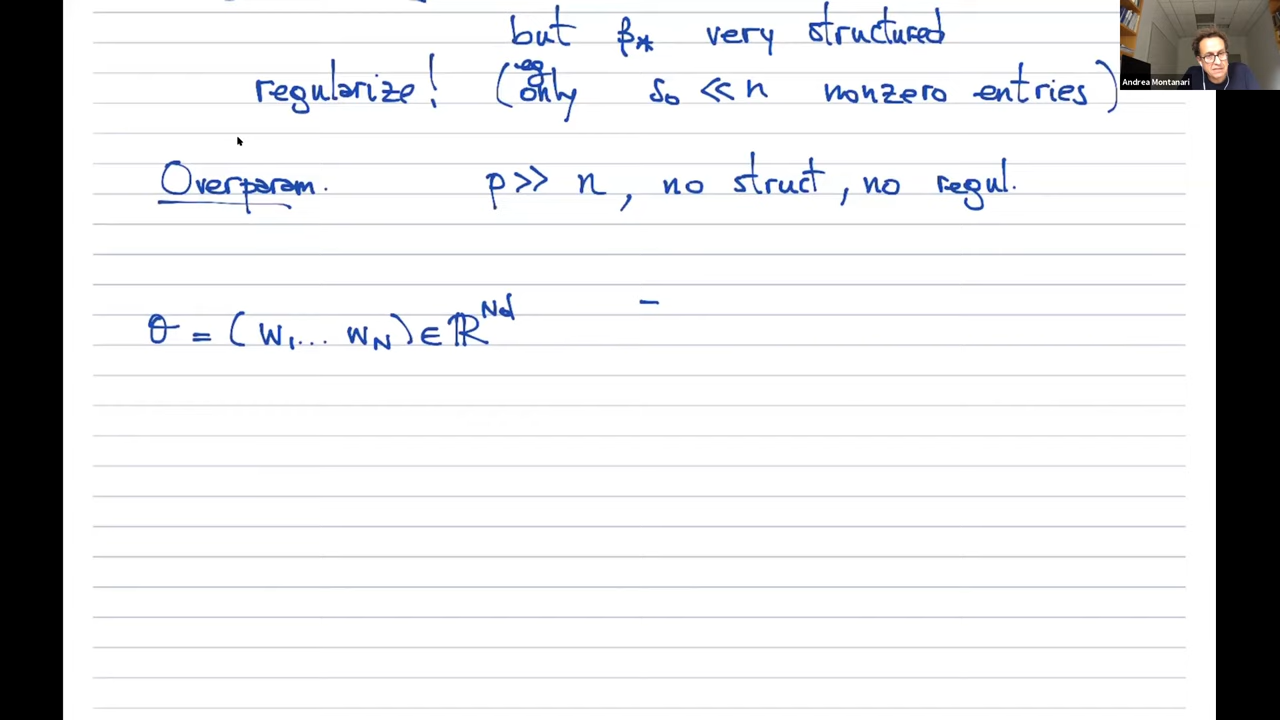 but β* very structured
regularize! (eg only s₀ << n nonzero entries)
Andrea Montanari
Overparam. p >> n, no struct, no regul.
θ = (w₁... w_N) ∈ ℝ^{Nd}